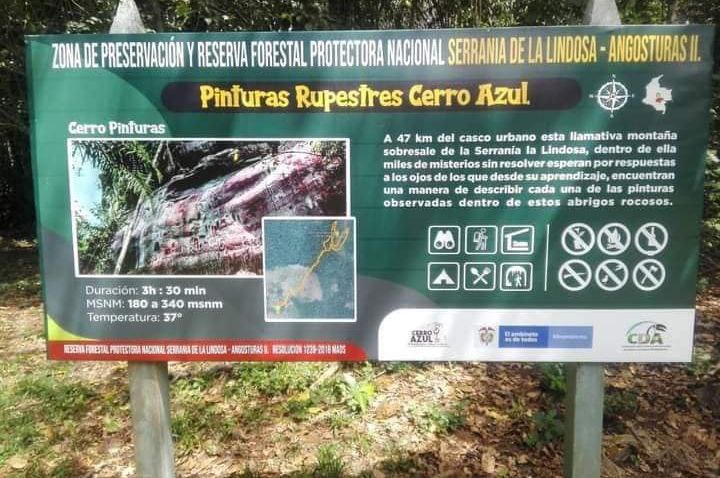 ZONA DE PRESERVACIÓN Y RESERVA FORESTAL PROTECTORA NACIONAL SERRANIA DE LA LINDOSA - ANGOSTURAS II.
Pinturas Rupestres Cerro Azul
Cerro Pinturas
A 47 km del casco urbano esta llamativa montaña
sobresale de la Serranía la Lindosa, dentro de ella
miles de misterios sin resolver esperan por respuestas
a los ojos de los que desde su aprendizaje, encuentran
una manera de describir cada una de las pinturas
observadas dentro de estos abrigos rocosos.
Duración: 3h : 30 min
MSNM: 180 a 340 msnm
Temperatura: 37°
CERRO
AZUL
El ambiente
es de todos
Minambiente
CDA
RESERVA FORESTAL PROTECTORA NACIONAL SERRANIA DE LA LINDOSA - ANGOSTURAS II. RESOLUCIÓN 1239-2018 MADS